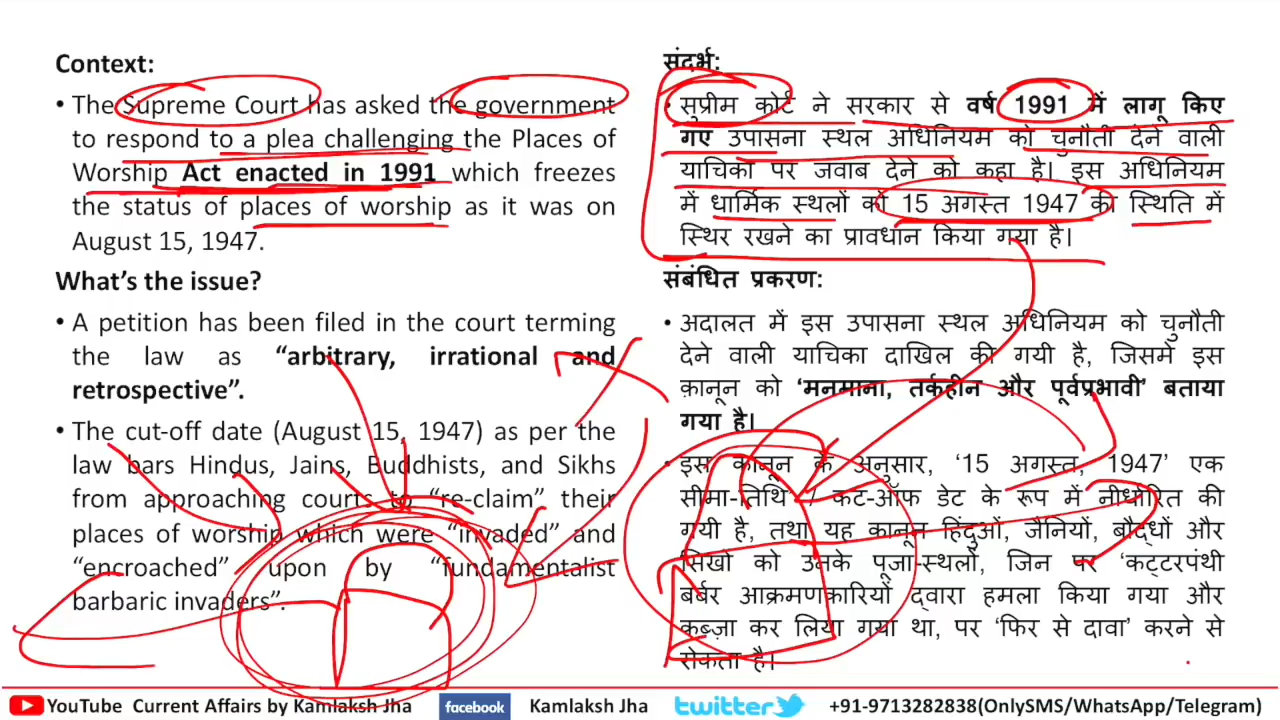 Context:
• The Supreme Court has asked the government
to respond to a plea challenging the Places of
Worship Act enacted in 1991 which freezes
the status of places of worship as it was on
August 15, 1947.
What's the issue?
• A petition has been filed in the court terming
the law as “arbitrary, irrational and
retrospective”.
• The cut-off date (August 15, 1947) as per the
law bars Hindus, Jains, Buddhists, and Sikhs
from approaching courts to “re-claim” their
places of worship which were “invaded” and
“encroached” upon by “fundamentalist
barbaric invaders”.
संदर्भ:
• सुप्रीम कोर्ट ने सरकार से वर्ष 1991 में लागू किए
गए उपासना स्थल अधिनियम को चुनौती देने वाली
याचिका पर जवाब देने को कहा है। इस अधिनियम
में धार्मिक स्थलों को 15 अगस्त 1947 की स्थिति में
स्थिर रखने का प्रावधान किया गया है।
संबंधित प्रकरण:
• अदालत में इस उपासना स्थल अधिनियम को चुनौती
देने वाली याचिका दाखिल की गयी है, जिसमें इस
क़ानून को ‘मनमाना, तर्कहीन और पूर्वप्रभावी’ बताया
गया है।
• इस कानून के अनुसार, ‘15 अगस्त, 1947’ एक
सीमा-तिथि / कट-ऑफ डेट के रूप में नीर्धारित की
गयी है, तथा यह कानून हिंदुओं, जैनियों, बौद्धों और
सिखों को उनके पूजा-स्थलों, जिन पर ‘कट्टरपंथी
बर्बर आक्रमणकारियों द्वारा हमला किया गया और
कब्ज़ा कर लिया गया था, पर ‘फिर से दावा’ करने से
रोकता है।
YouTube Current Affairs by Kamlaksh Jha
facebook Kamlaksh Jha
twitter +91-9713282838(OnlySMS/WhatsApp/Telegram)